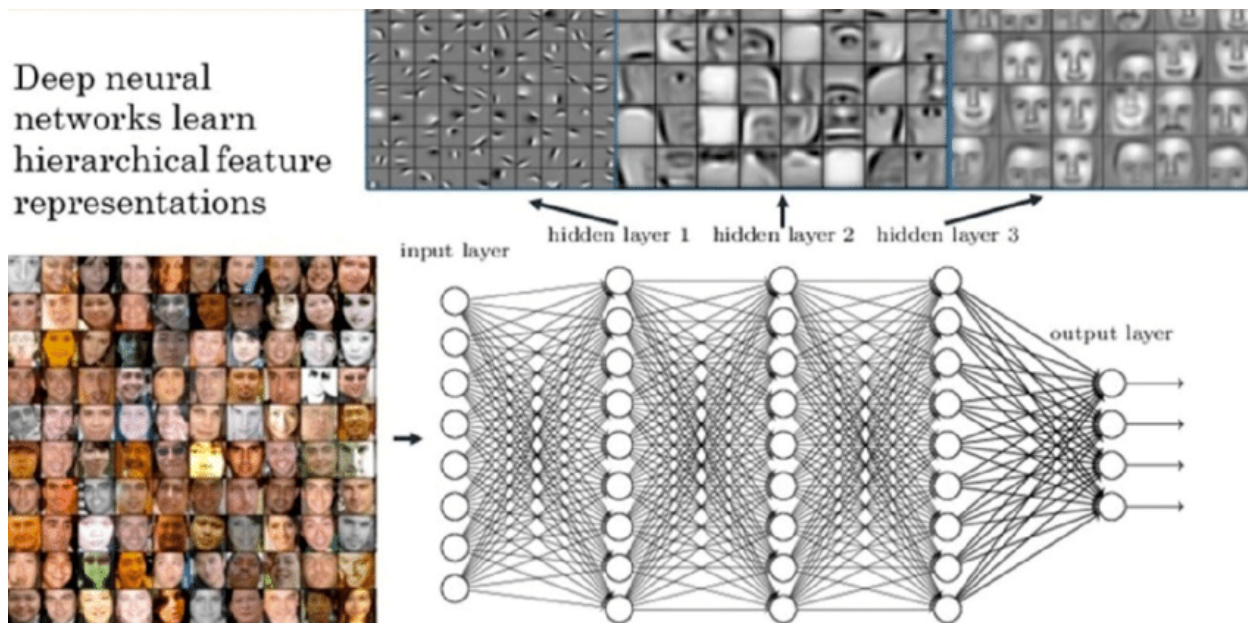 Deep neural
networks learn
hierarchical feature
representations
hidden layer 1 hidden layer 2 hidden layer 3
input layer
output layer